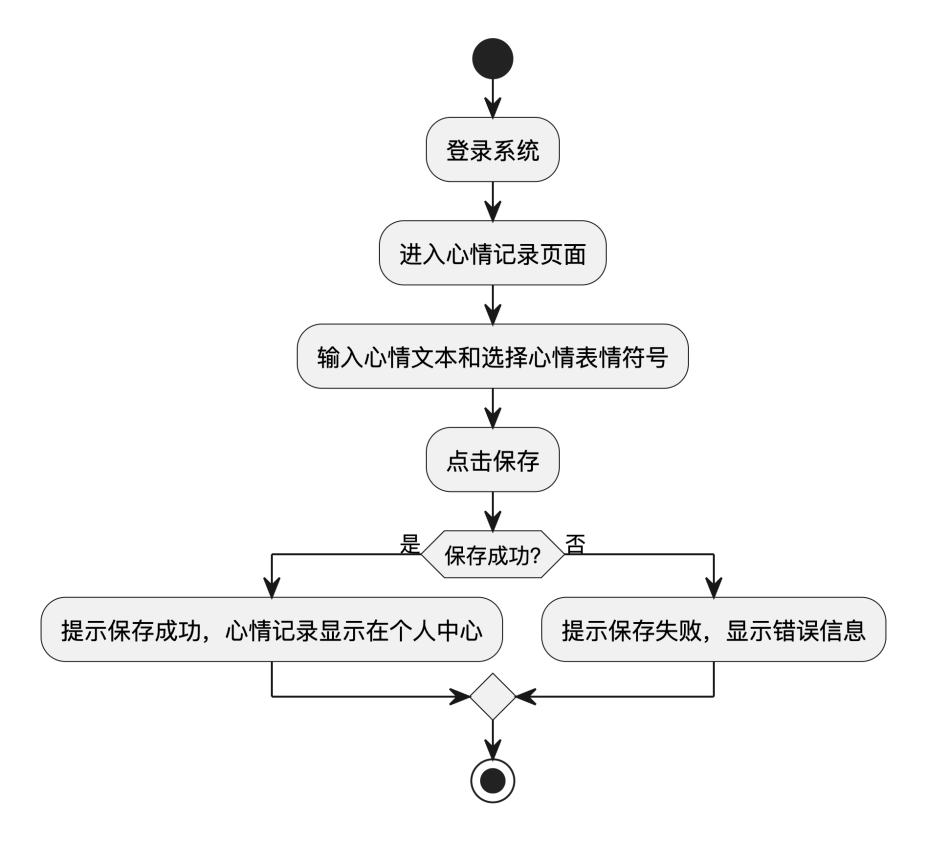 登录系统
进入心情记录页面
输入心情文本和选择心情表情符号
点击保存
是
保存成功?
否
提示保存成功，心情记录显示在个人中心
提示保存失败，显示错误信息